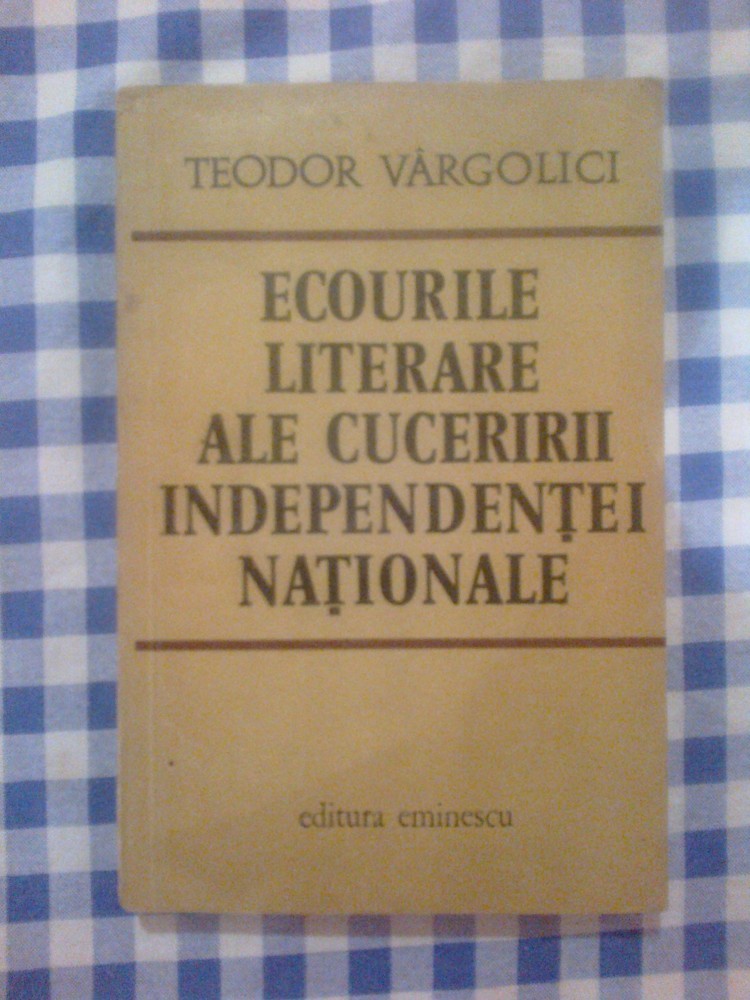 TEODOR VÂRGOLICI
ECOURILE
LITERARE
ALE CUCERIRII
INDEPENDENȚEI
NAȚIONALE
editura eminescu